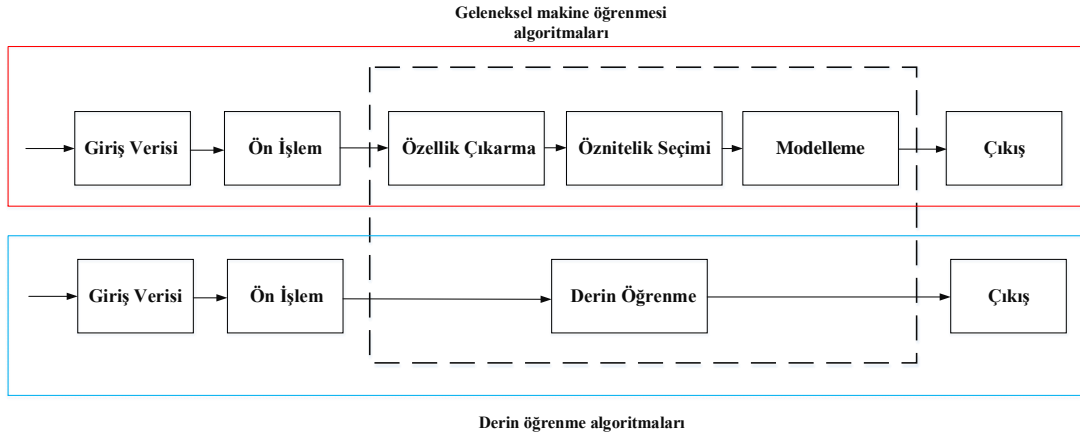 Geleneksel makine öğrenmesi
algoritmaları
Giriş Verisi
Ön İşlem
Özellik Çıkarma
Öznitelik Seçimi
Modelleme
Çıkış
Giriş Verisi
Ön İşlem
Derin Öğrenme
Çıkış
Derin öğrenme algoritmaları